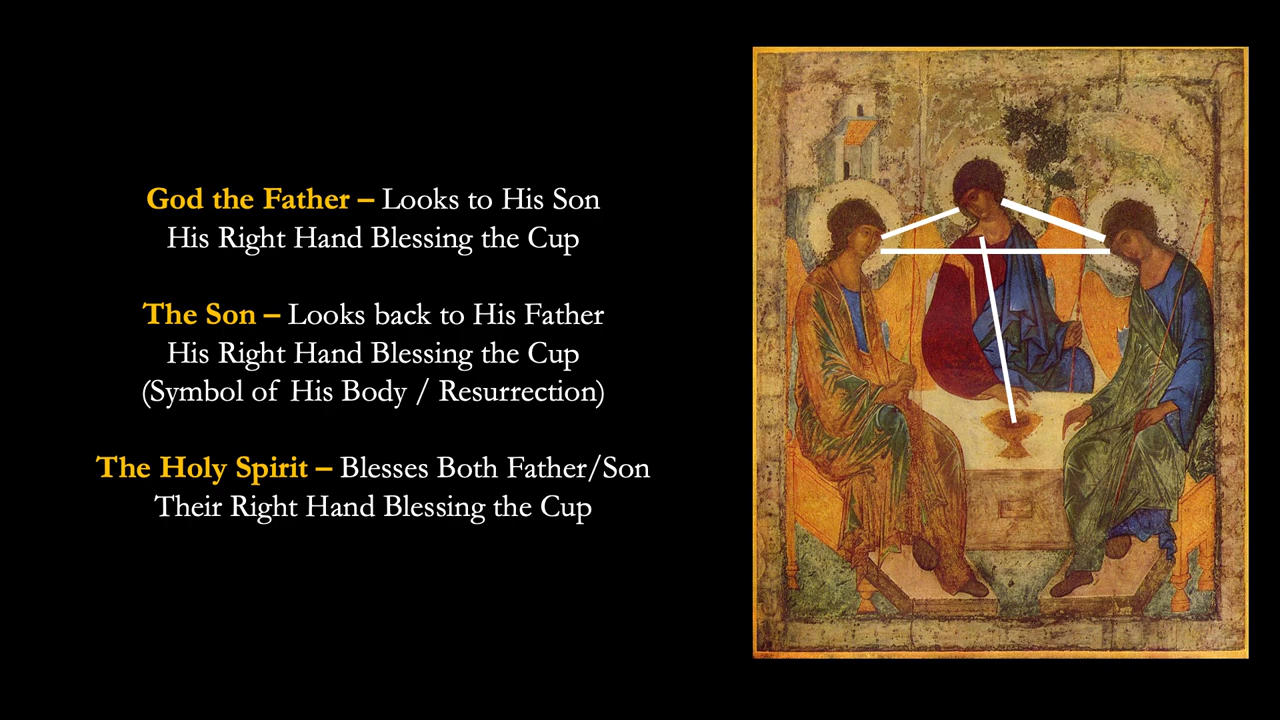 God the Father – Looks to His Son
His Right Hand Blessing the Cup
The Son – Looks back to His Father
His Right Hand Blessing the Cup
(Symbol of His Body / Resurrection)
The Holy Spirit – Blesses Both Father/Son
Their Right Hand Blessing the Cup